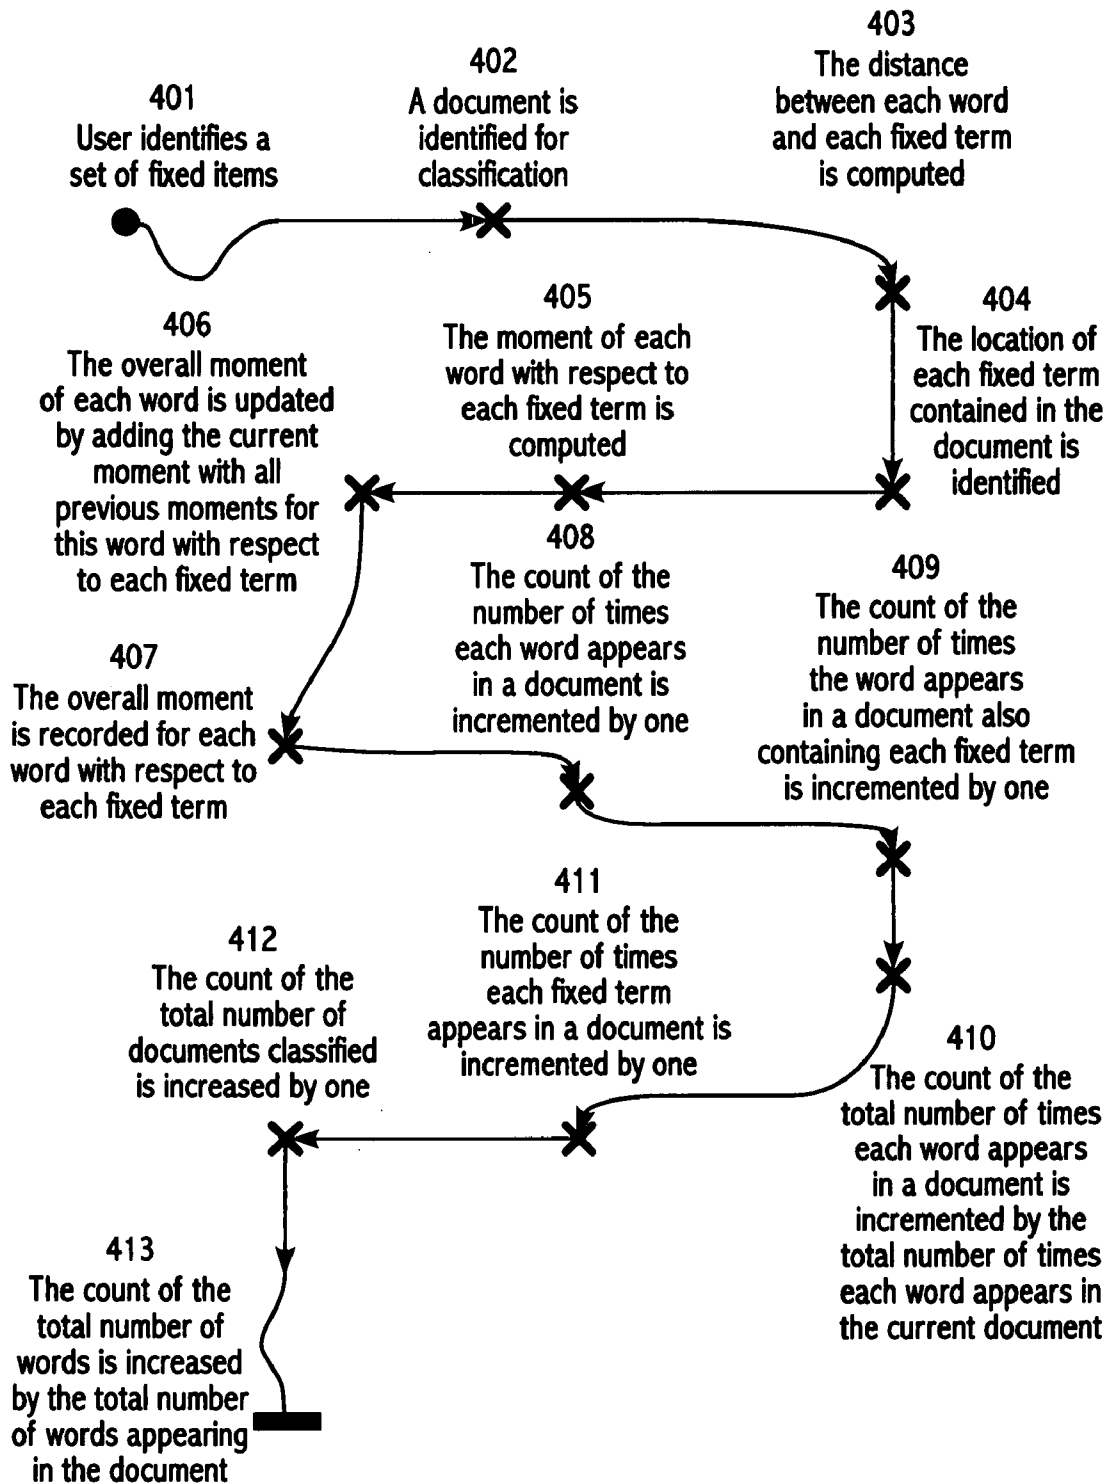 401
User identifies a
set of fixed items
402
A document is
identified for
classification
403
The distance
between each word
and each fixed term
is computed
404
The location of
each fixed term
contained in the
document is
identified
405
The moment of each
word with respect to
each fixed term is
computed
406
The overall moment
of each word is updated
by adding the current
moment with all
previous moments for
this word with respect
to each fixed term
407
The overall moment
is recorded for each
word with respect to
each fixed term
408
The count of the
number of times
each word appears
in a document is
incremented by one
409
The count of the
number of times
the word appears
in a document also
containing each fixed term
is incremented by one
410
The count of the
total number of times
each word appears
in a document is
incremented by the
total number of times
each word appears in
the current document
411
The count of the
number of times
each fixed term
appears in a document is
incremented by one
412
The count of the
total number of
documents classified
is increased by one
413
The count of the
total number of
words is increased
by the total number
of words appearing
in the document